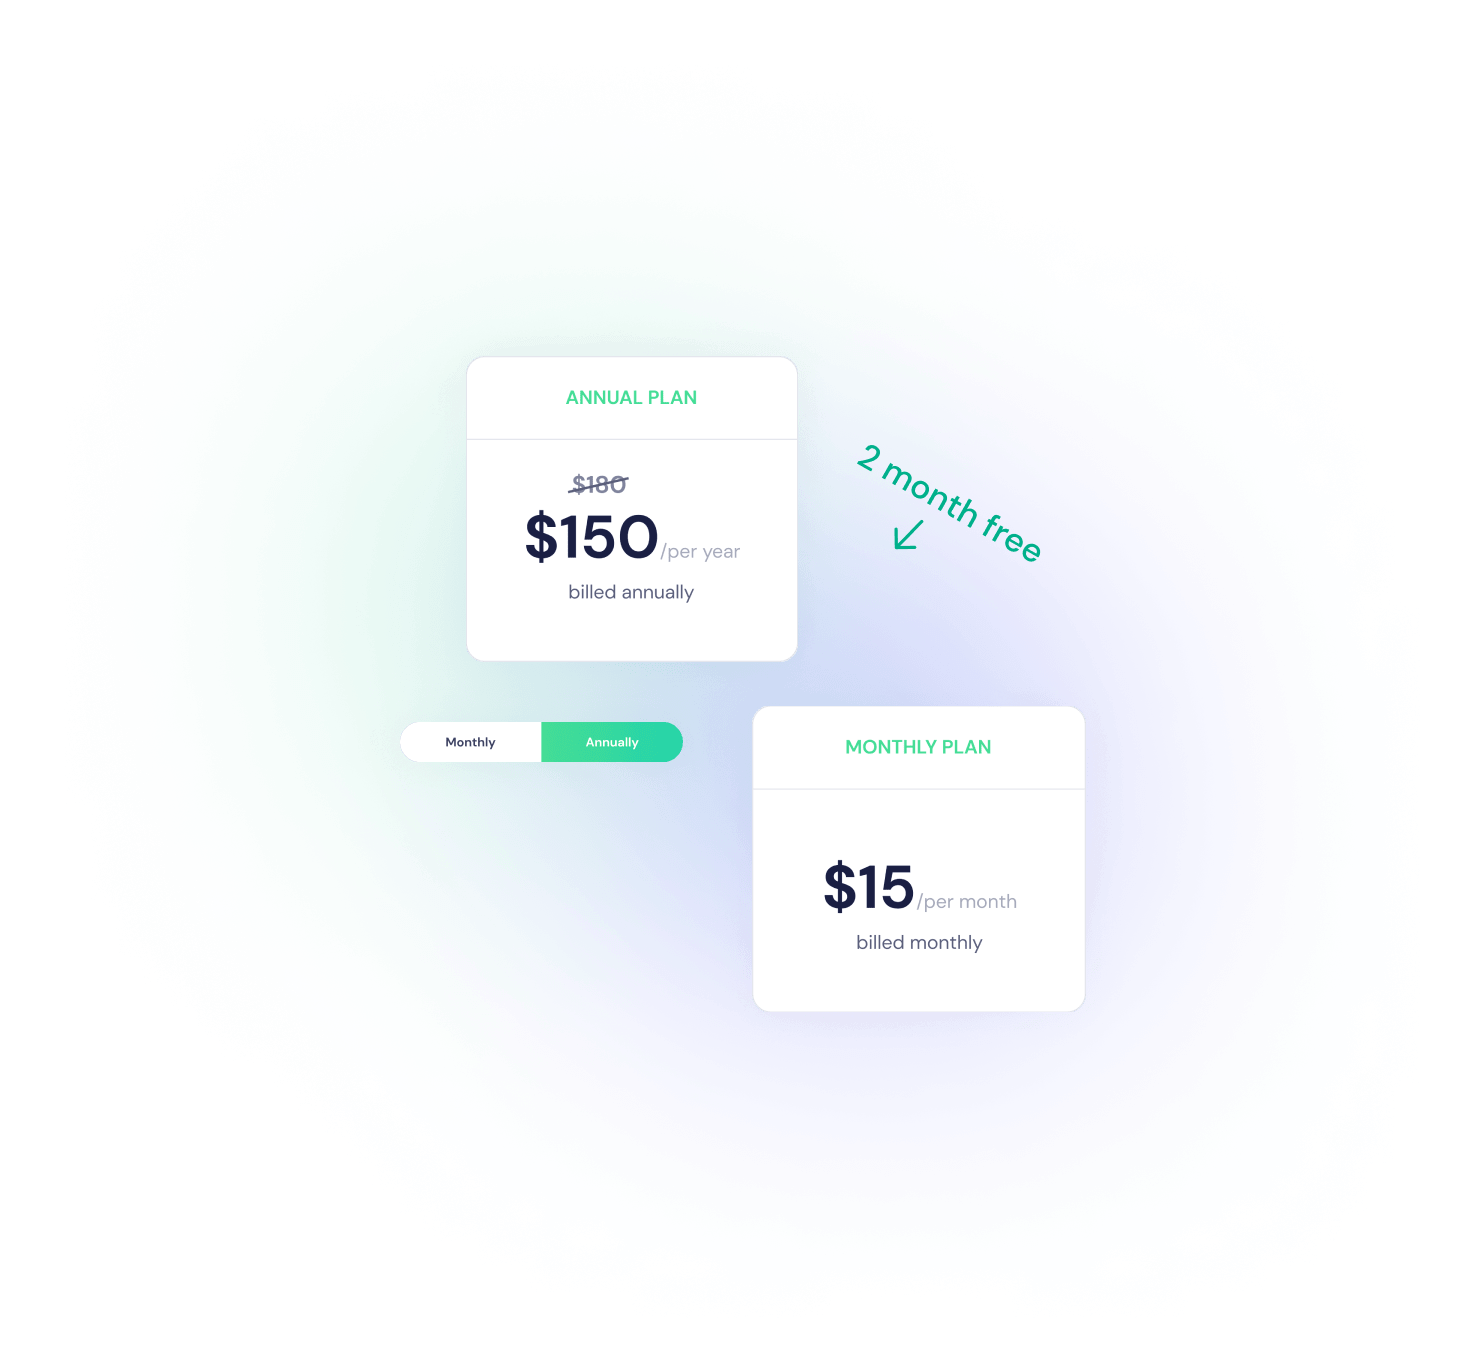 ANNUAL PLAN
$180
$150/per year
billed annually
2 month free
Monthly
Annually
MONTHLY PLAN
$15/per month
billed monthly